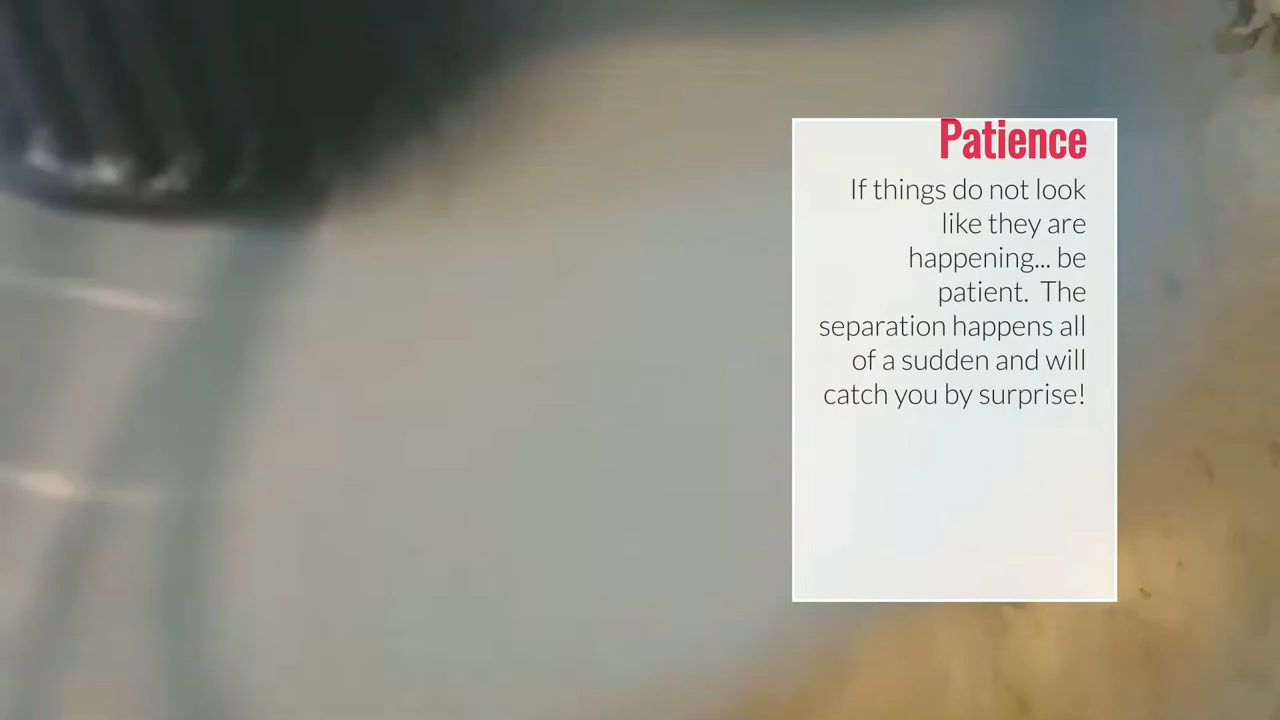 Patience
If things do not look
like they are
happening... be
patient.  The
separation happens all
of a sudden and will
catch you by surprise!